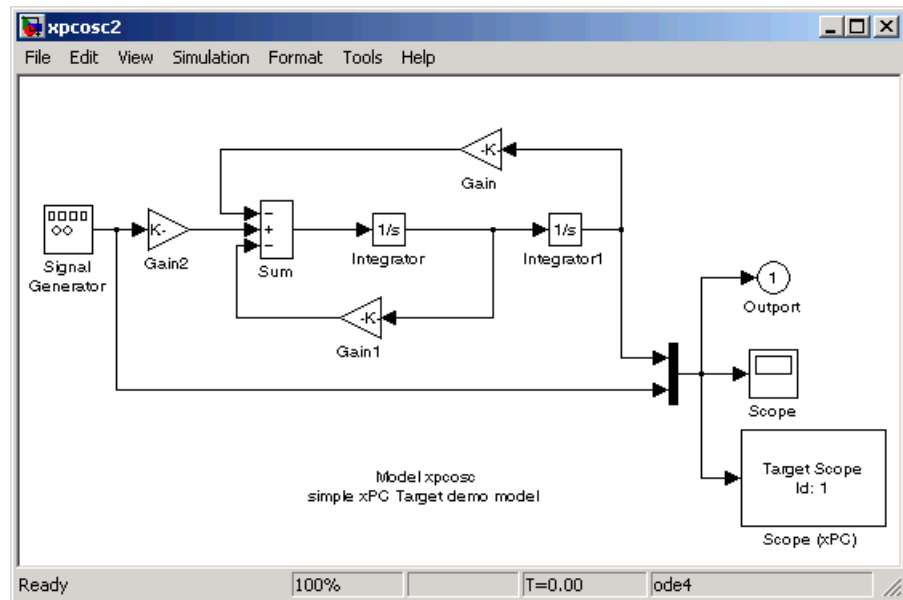 xpcosc2
File Edit View Simulation Format Tools Help
-K-
Gain
Signal
Generator
K-
Gain2
−
+
−
Sum
1/s
Integrator
1/s
Integrator1
-K-
Gain1
1
Outport
Scope
Target Scope
Id: 1
Scope (xPC)
Model xpcosc
simple xPC Target demo model
Ready 100% T=0.00 ode4